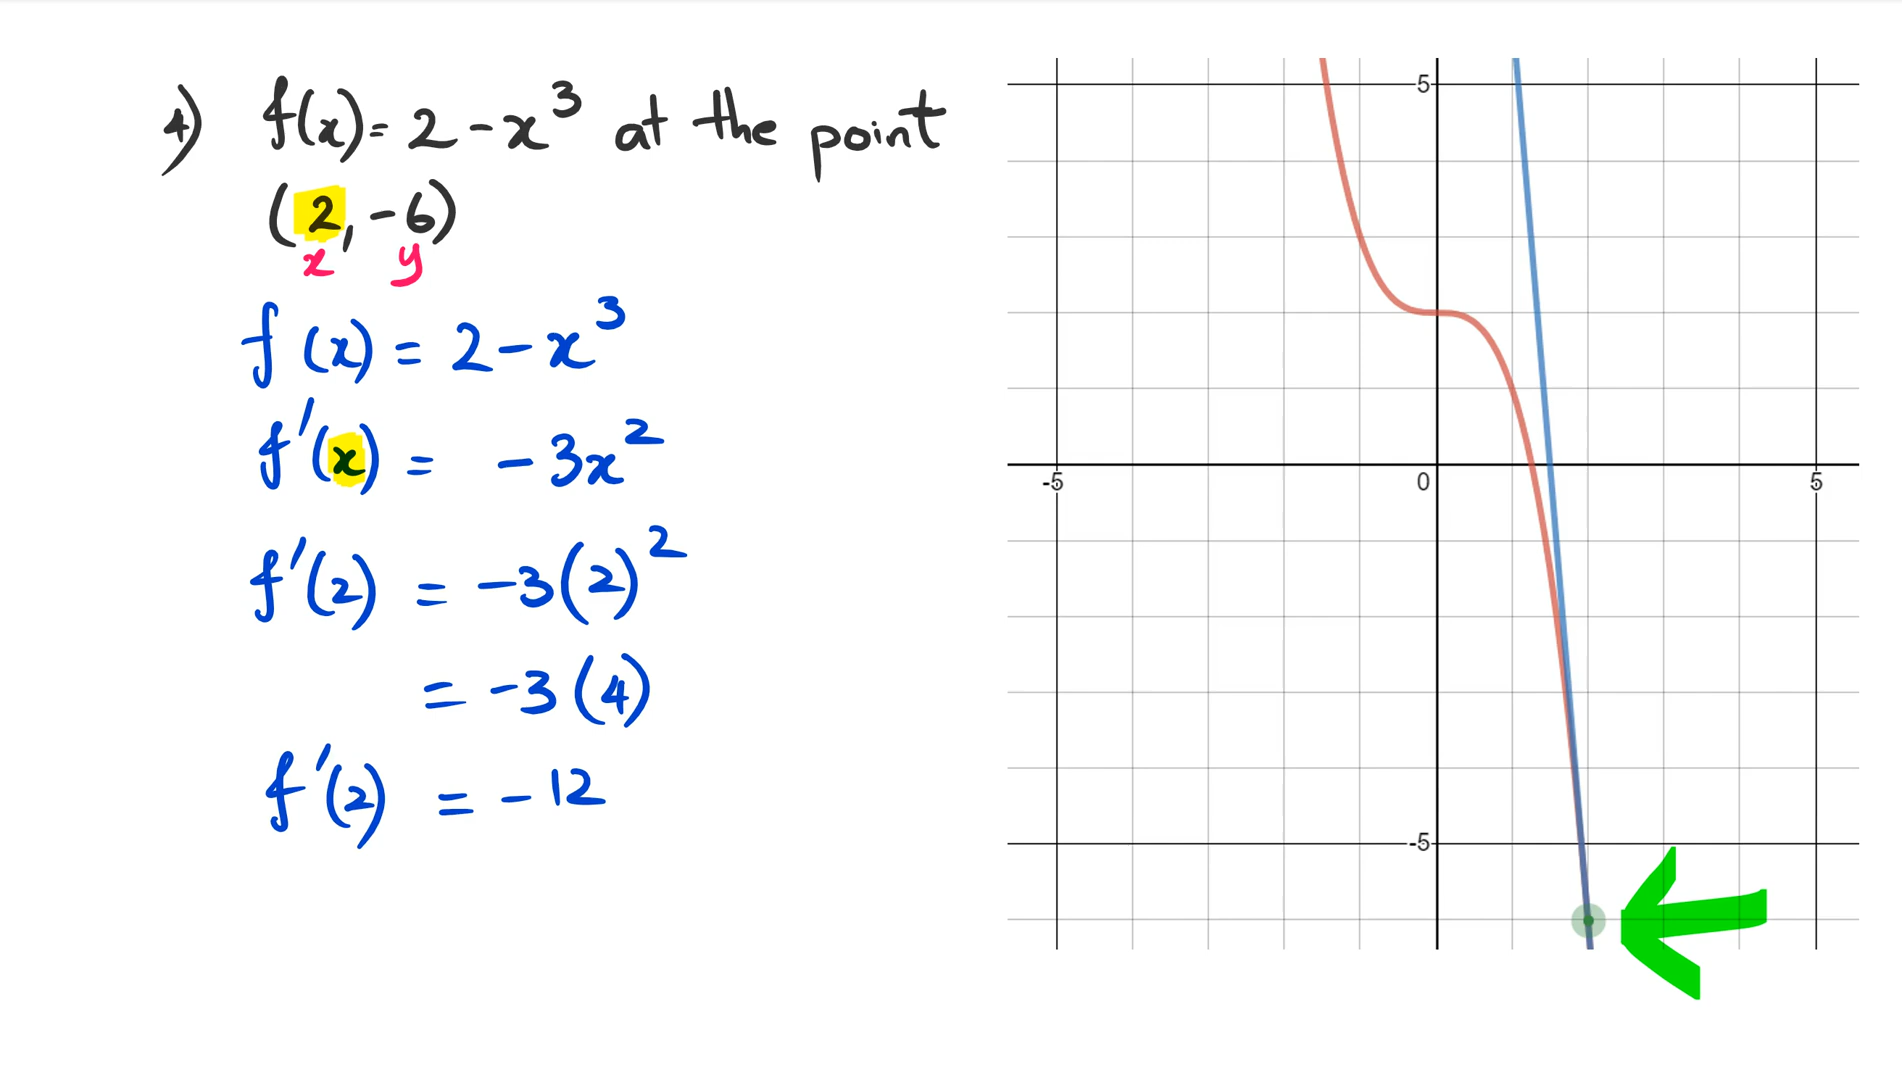 4) f(x) = 2 - x³ at the point
(2, -6)
x y
f(x) = 2 - x³
f'(x) = -3x²
f'(2) = -3(2)²
= -3(4)
f'(2) = -12
5
-5 0 5
-5